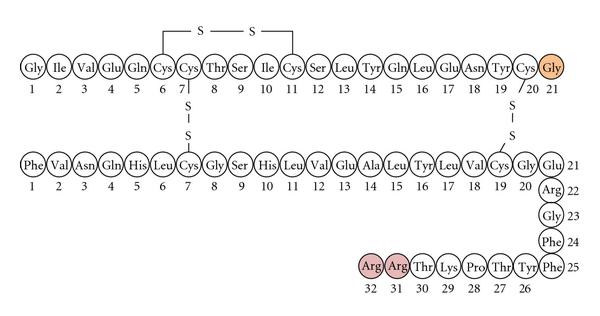 S S
Gly Ile Val Glu Gln Cys Cys Thr Ser Ile Cys Ser Leu Tyr Gln Leu Glu Asn Tyr Cys Gly
1 2 3 4 5 6 7 8 9 10 11 12 13 14 15 16 17 18 19 20 21
S S
S S
Phe Val Asn Gln His Leu Cys Gly Ser His Leu Val Glu Ala Leu Tyr Leu Val Cys Gly Glu 21
1 2 3 4 5 6 7 8 9 10 11 12 13 14 15 16 17 18 19 20
Arg 22
Gly 23
Phe 24
Arg Arg Thr Lys Pro Thr Tyr Phe 25
32 31 30 29 28 27 26